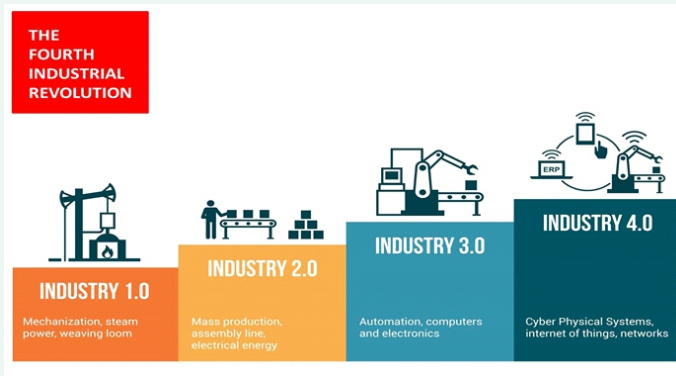 THE
FOURTH
INDUSTRIAL
REVOLUTION
ERP
INDUSTRY 1.0
Mechanization, steam
power, weaving loom
INDUSTRY 2.0
Mass production,
assembly line,
electrical energy
INDUSTRY 3.0
Automation, computers
and electronics
INDUSTRY 4.0
Cyber Physical Systems,
internet of things, networks